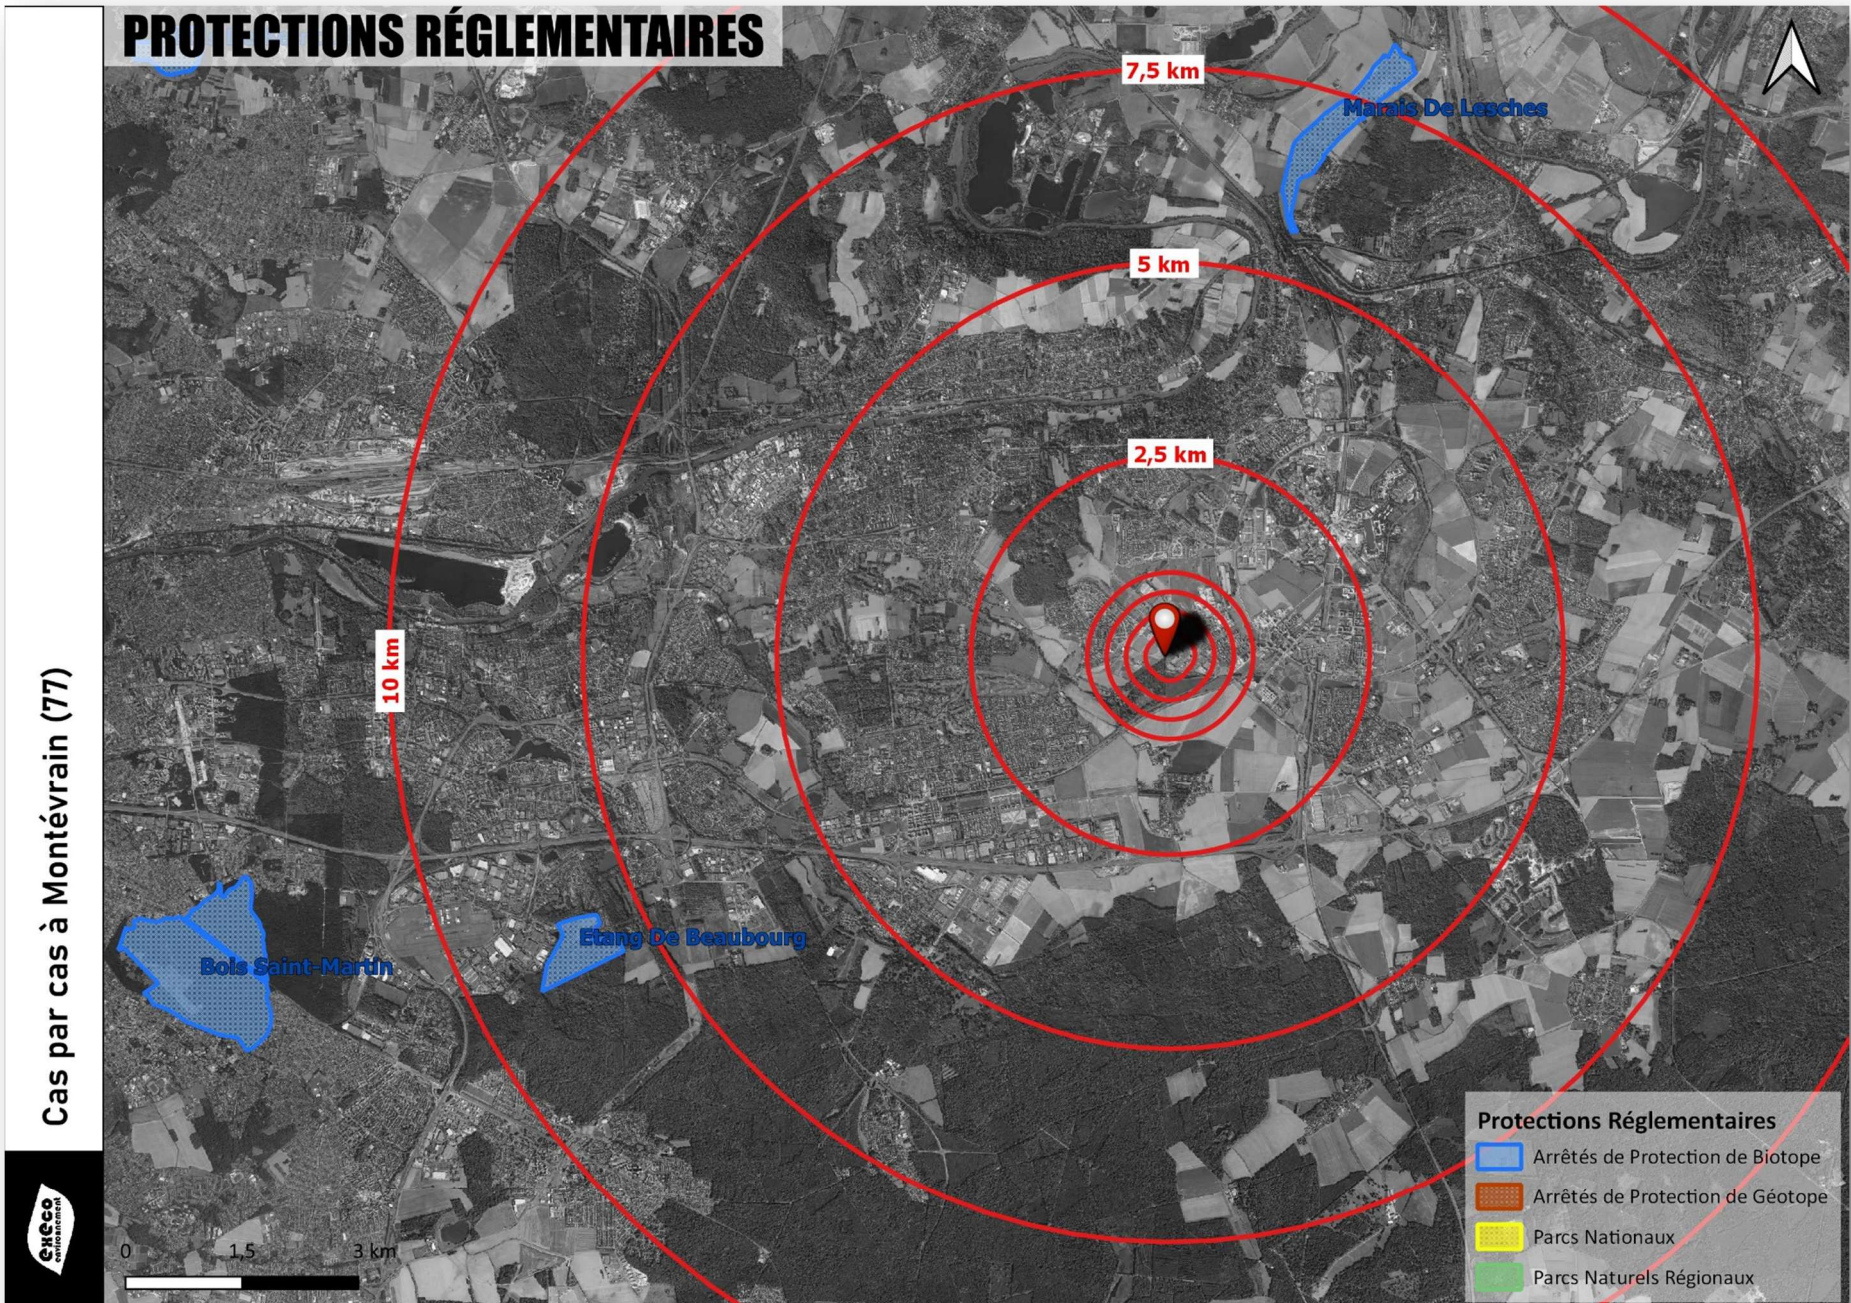 PROTECTIONS RÉGLEMENTAIRES
7,5 km
Marais De Lesches
5 km
2,5 km
10 km
Cas par cas à Montévrain (77)
Etang De Beaubourg
Bois Saint-Martin
Protections Réglementaires
Arrêtés de Protection de Biotope
Arrêtés de Protection de Géotope
Parcs Nationaux
Parcs Naturels Régionaux
execo
environnement
0 1,5 3 km